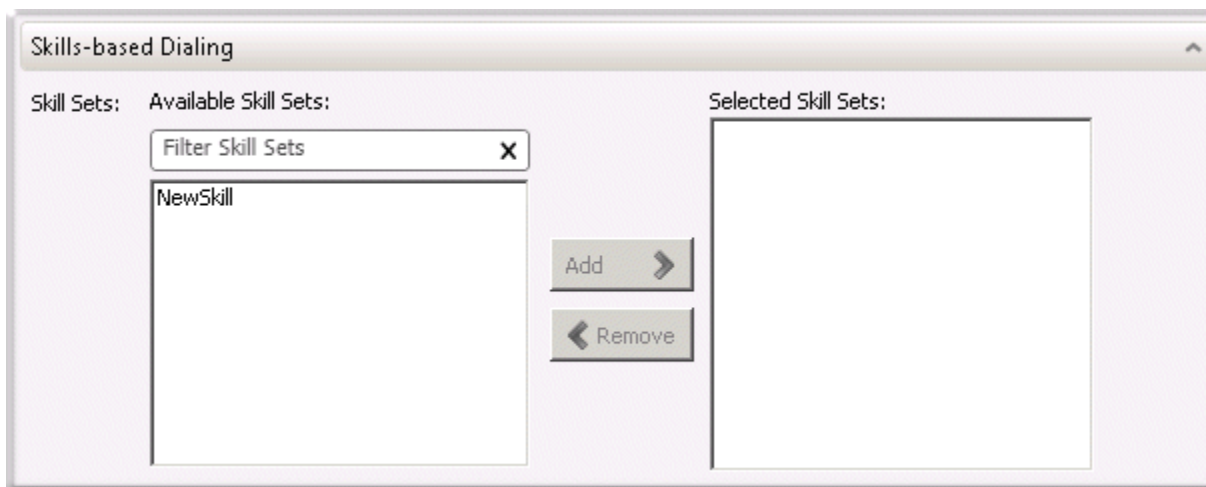 Skills-based Dialing
Skill Sets:
Available Skill Sets:
Selected Skill Sets:
Filter Skill Sets
NewSkill
Add
Remove